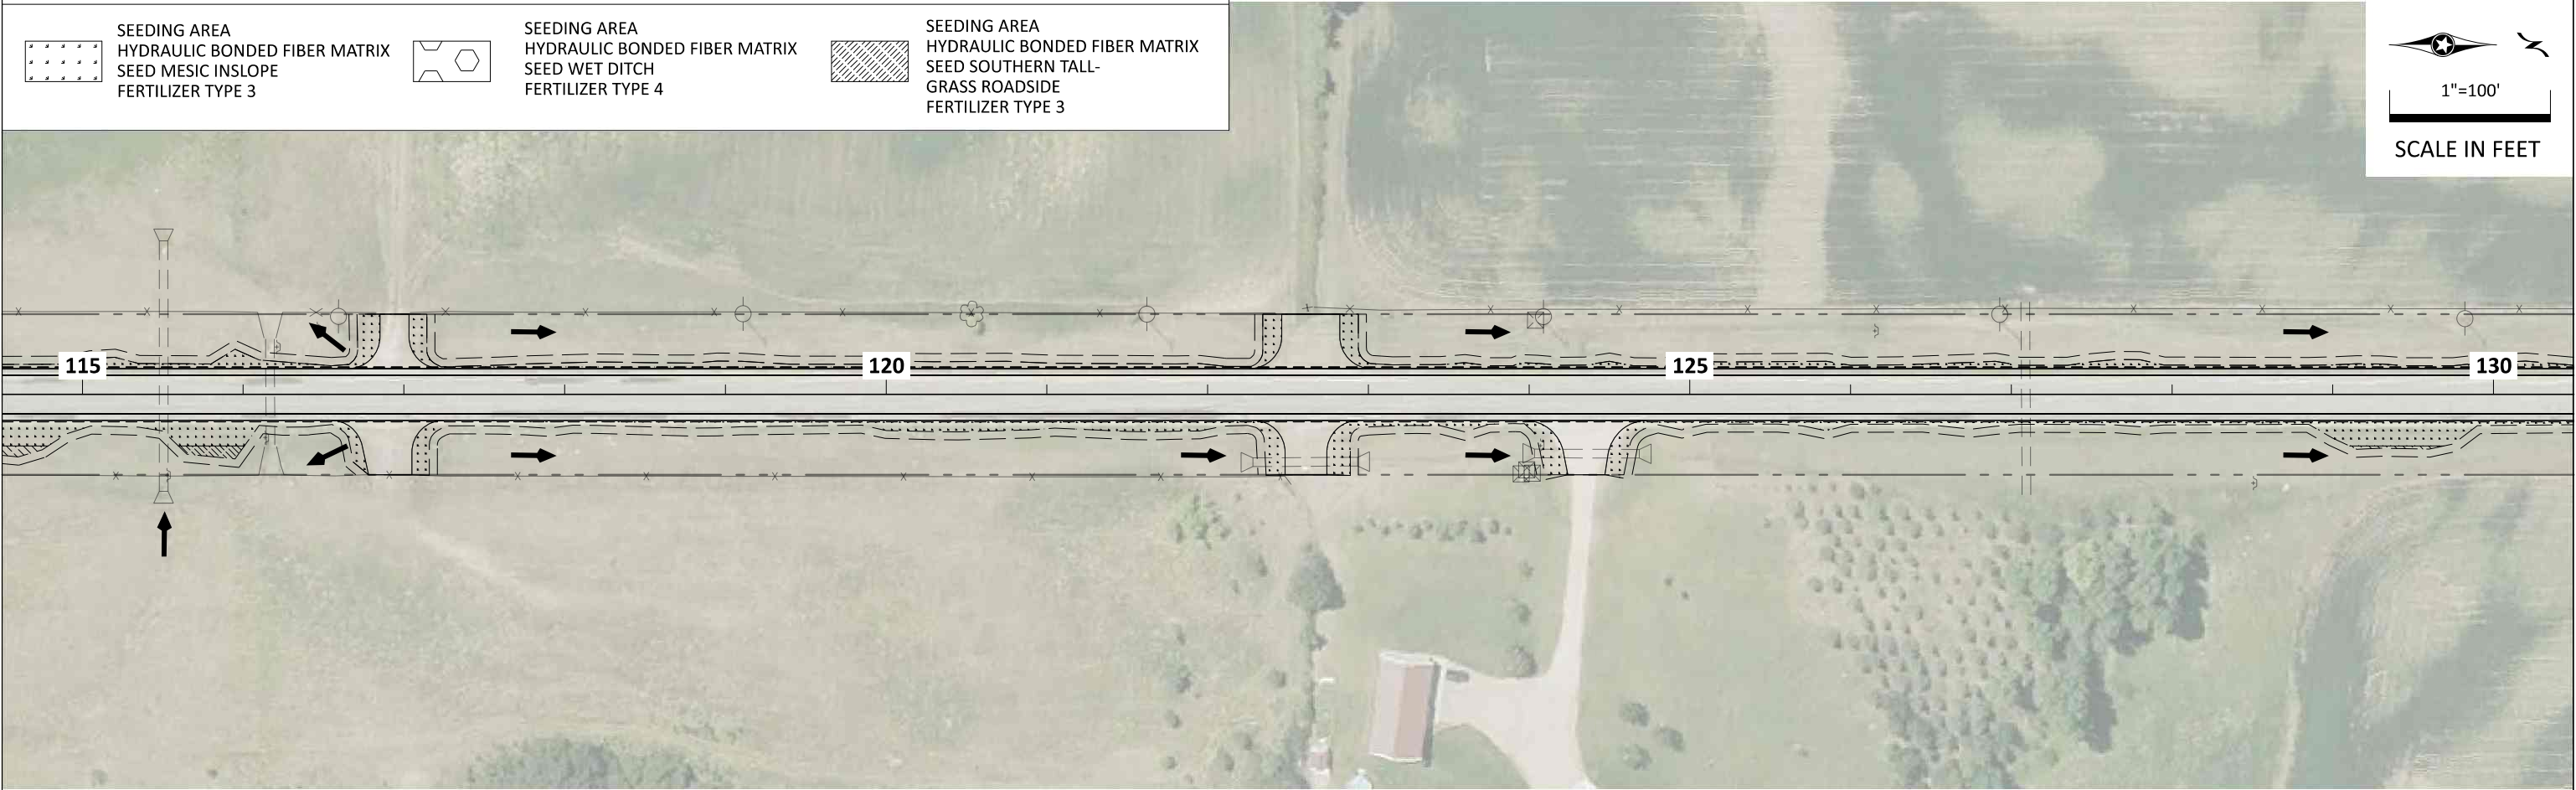 SEEDING AREA
HYDRAULIC BONDED FIBER MATRIX
SEED MESIC INSLOPE
FERTILIZER TYPE 3
SEEDING AREA
HYDRAULIC BONDED FIBER MATRIX
SEED WET DITCH
FERTILIZER TYPE 4
SEEDING AREA
HYDRAULIC BONDED FIBER MATRIX
SEED SOUTHERN TALL-
GRASS ROADSIDE
FERTILIZER TYPE 3
1"=100'
SCALE IN FEET
115
120
125
130